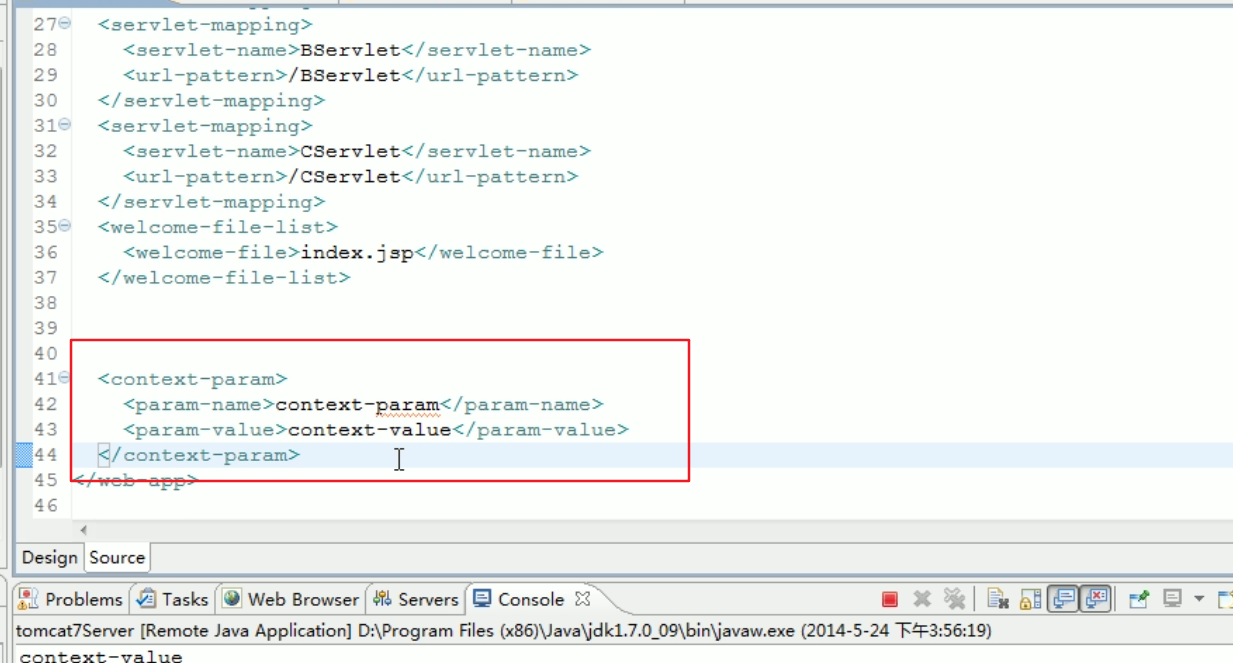 27 <servlet-mapping>
28 <servlet-name>BServlet</servlet-name>
29 <url-pattern>/BServlet</url-pattern>
30 </servlet-mapping>
31 <servlet-mapping>
32 <servlet-name>CServlet</servlet-name>
33 <url-pattern>/CServlet</url-pattern>
34 </servlet-mapping>
35 <welcome-file-list>
36 <welcome-file>index.jsp</welcome-file>
37 </welcome-file-list>
38
39
40
41 <context-param>
42 <param-name>context-param</param-name>
43 <param-value>context-value</param-value>
44 </context-param>
45 </web-app>
46
Design Source
Problems Tasks Web Browser Servers Console
tomcat7Server [Remote Java Application] D:\Program Files (x86)\Java\jdk1.7.0_09\bin\javaw.exe (2014-5-24 下午3:56:19)
context-value